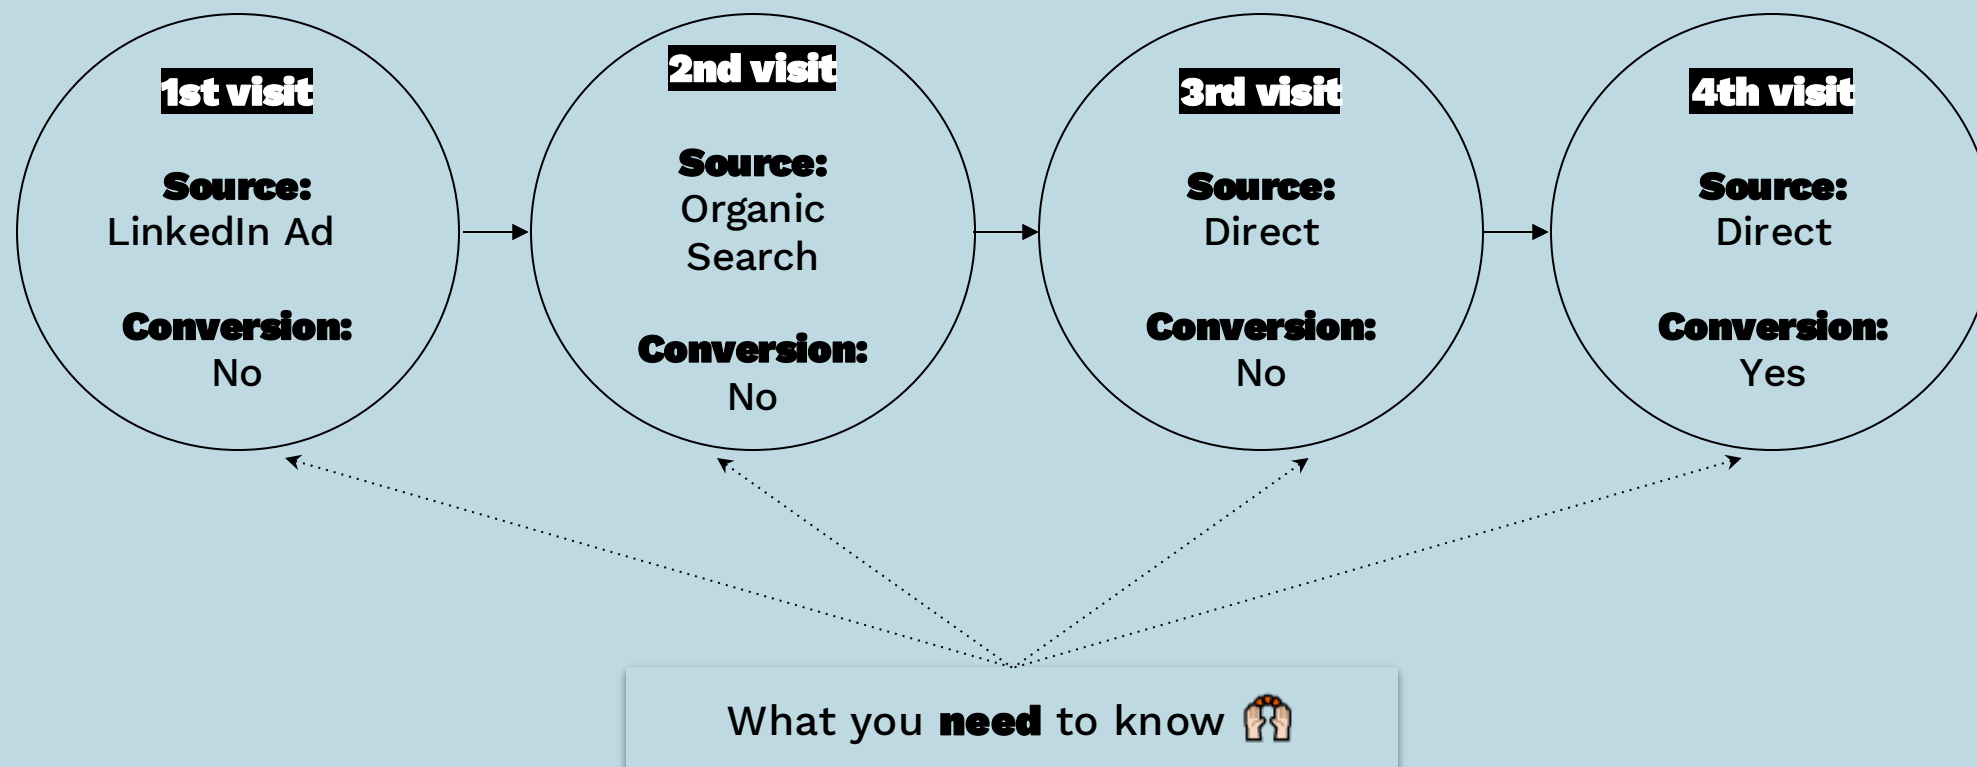 1st visit
Source:
LinkedIn Ad
Conversion:
No
2nd visit
Source:
Organic
Search
Conversion:
No
3rd visit
Source:
Direct
Conversion:
No
4th visit
Source:
Direct
Conversion:
Yes
What you need to know 🙌🏻